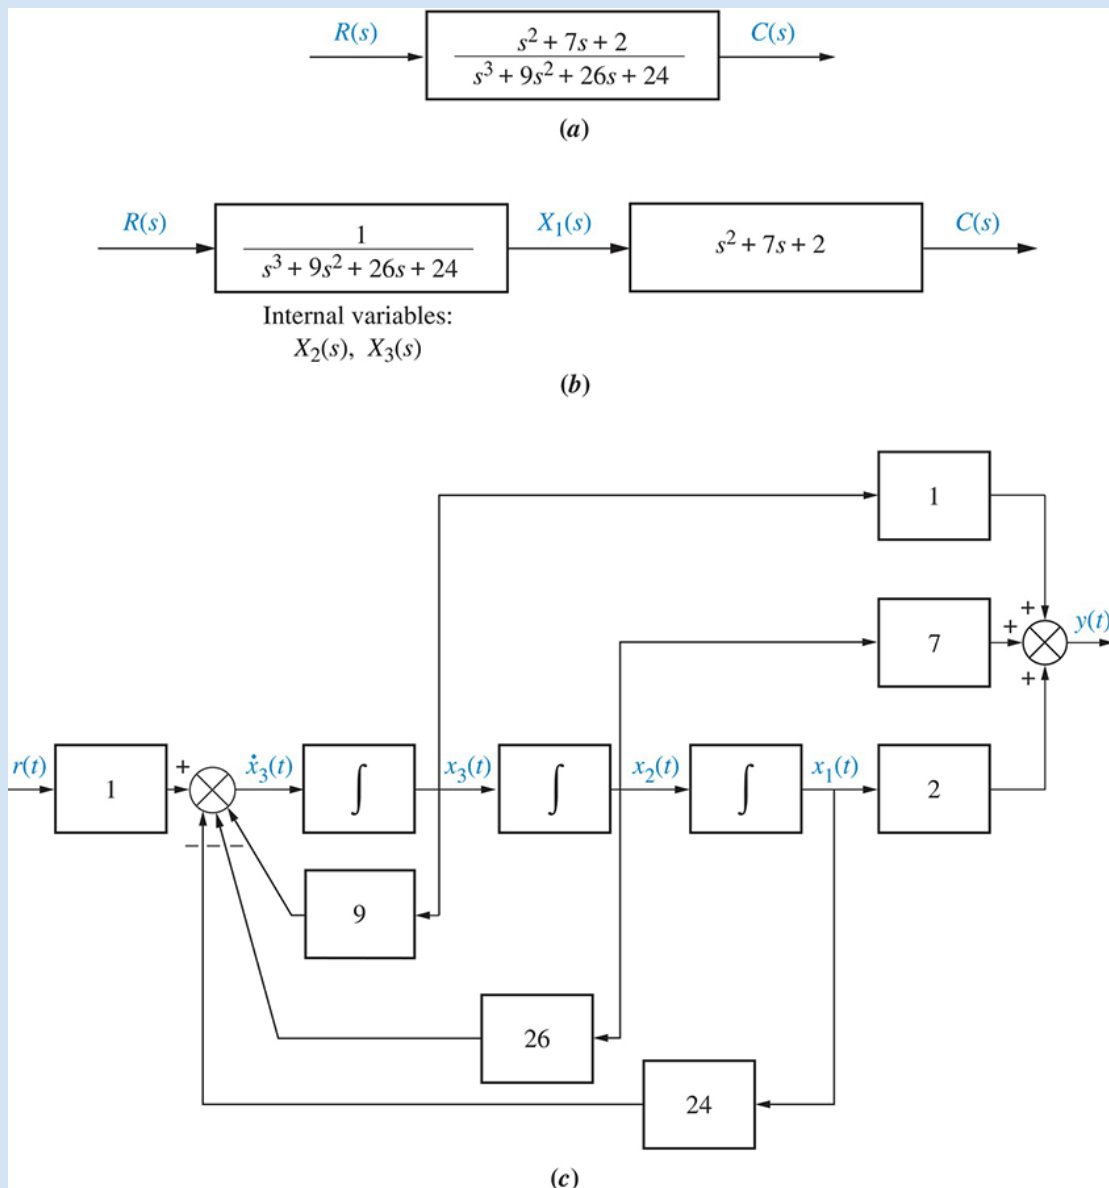 R(s)
s² + 7s + 2
s³ + 9s² + 26s + 24
C(s)
(a)
R(s)
1
s³ + 9s² + 26s + 24
X₁(s)
s² + 7s + 2
C(s)
Internal variables:
X₂(s), X₃(s)
(b)
1
7
+
+
+
y(t)
r(t)
1
+
ẋ₃(t)
∫
x₃(t)
∫
x₂(t)
∫
x₁(t)
2
− − −
9
26
24
(c)